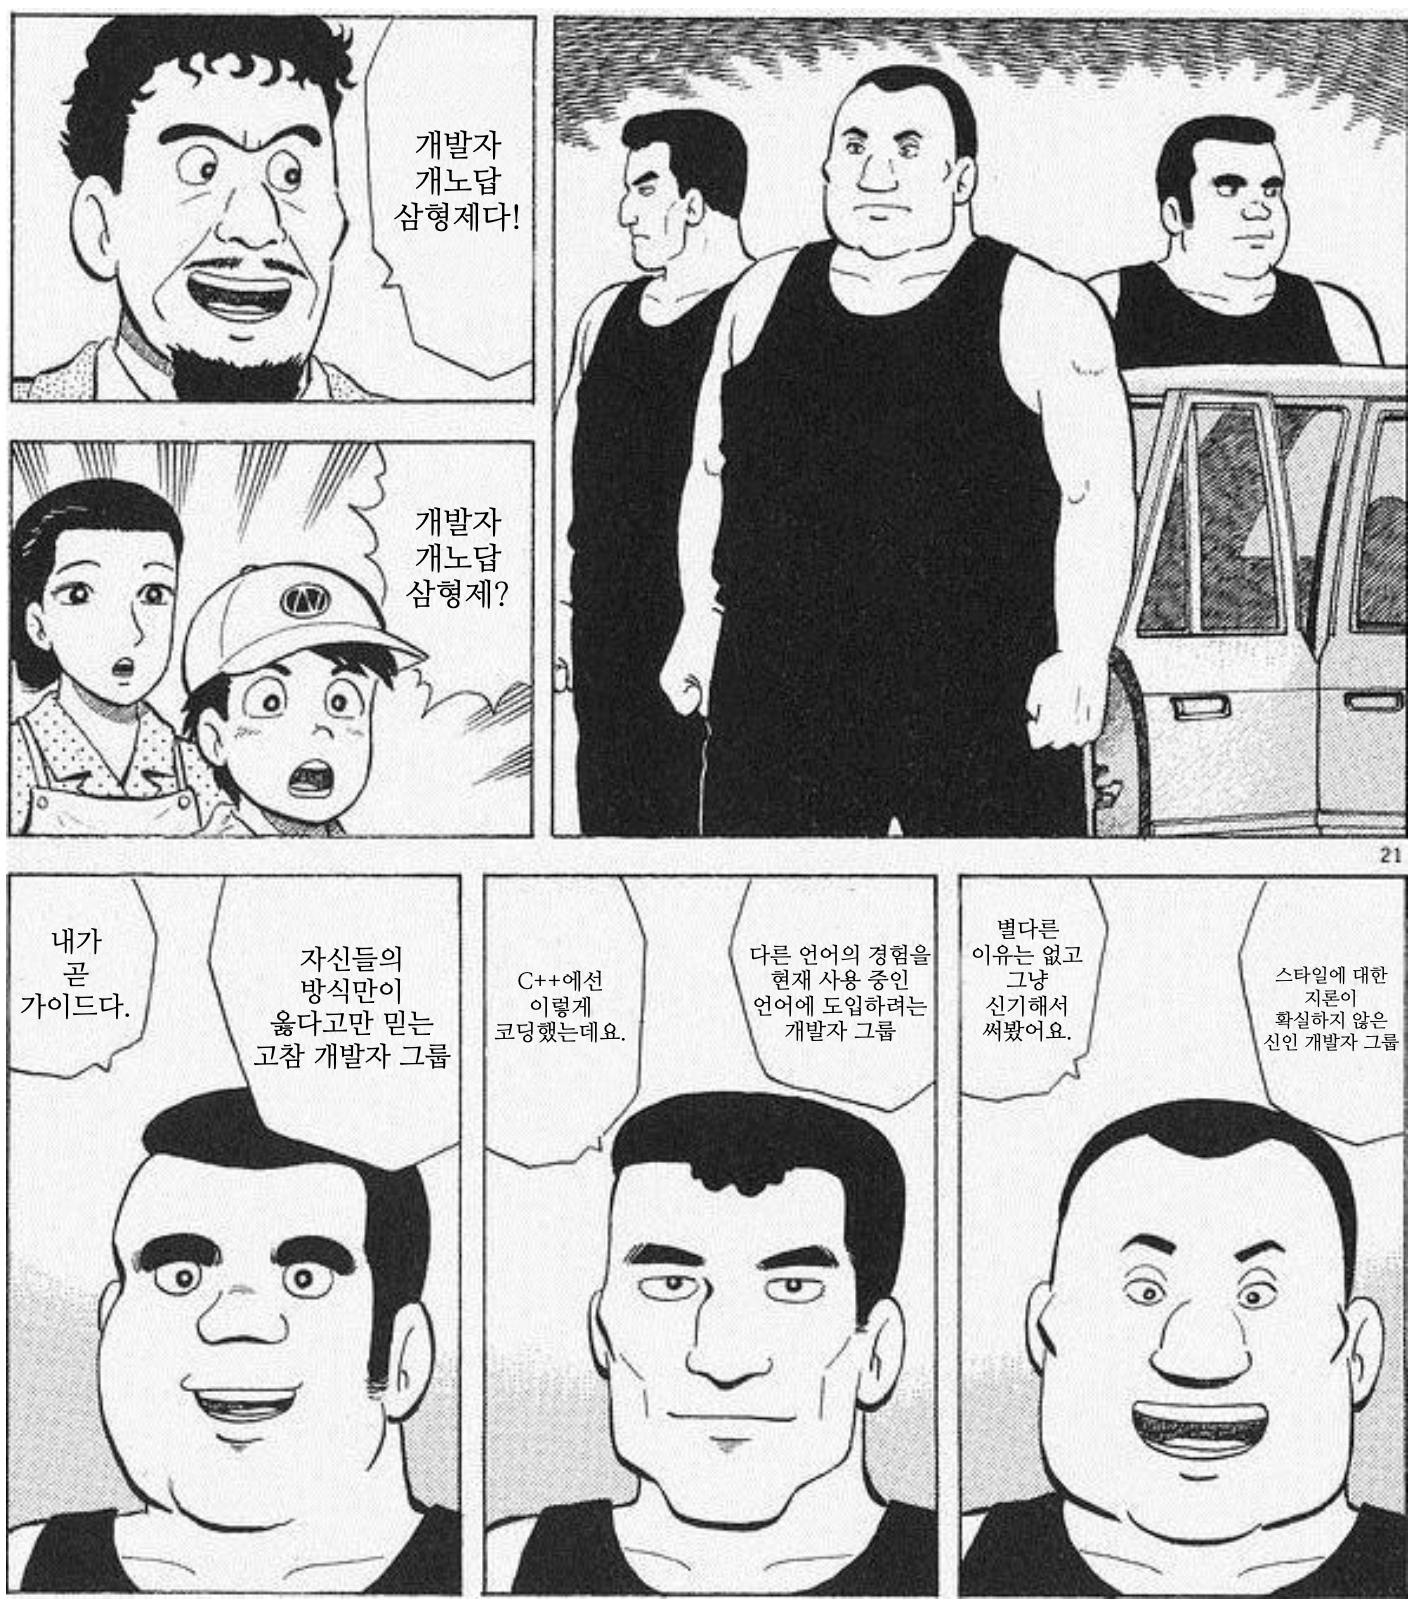 개발자
개노답
삼형제다!
개발자
개노답
삼형제?
21
내가
곧
가이드다.
자신들의
방식만이
옳다고만 믿는
고참 개발자 그룹
C++에선
이렇게
코딩했는데요.
다른 언어의 경험을
현재 사용 중인
언어에 도입하려는
개발자 그룹
별다른
이유는 없고
그냥
신기해서
써봤어요.
스타일에 대한
지론이
확실하지 않은
신인 개발자 그룹